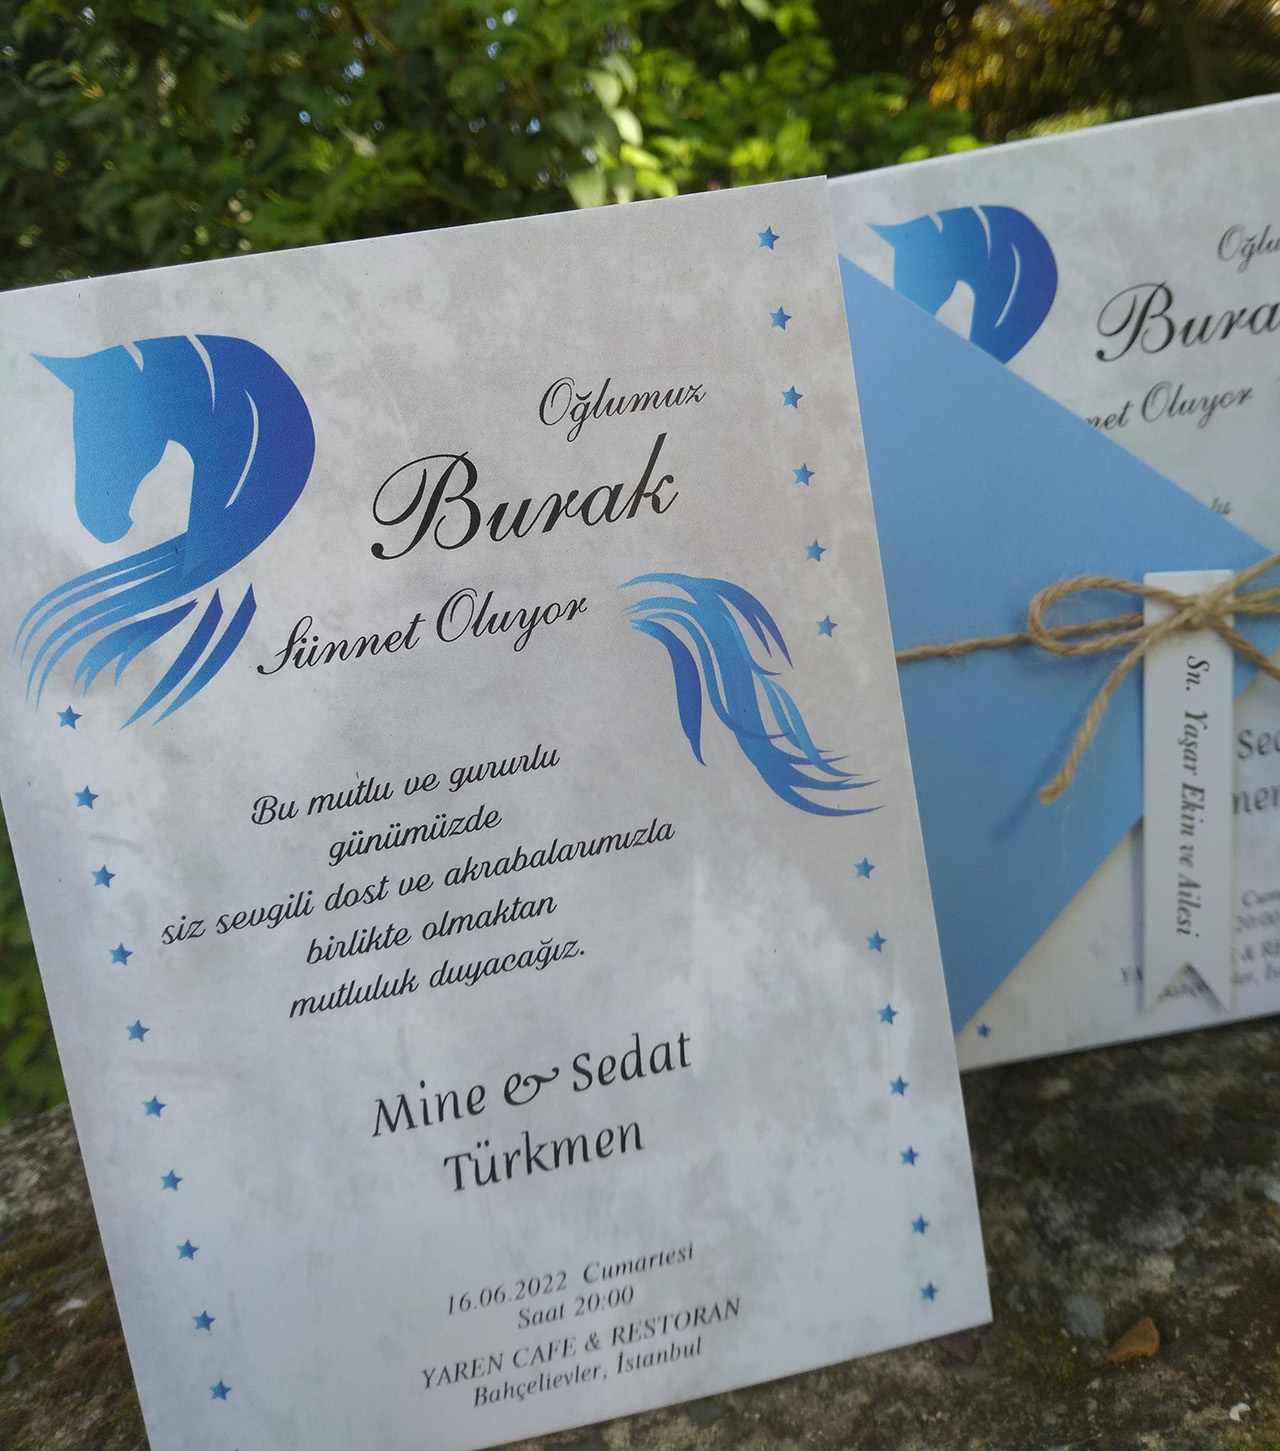 Oğlumuz
Burak
Sünnet Oluyor
Bu mutlu ve gururlu
günümüzde
siz sevgili dost ve akrabalarımızla
birlikte olmaktan
mutluluk duyacağız.
Mine & Sedat
Türkmen
16.06.2022 Cumartesi
Saat 20:00
YAREN CAFE & RESTORAN
Bahçelievler, İstanbul
Oğlu
Bura
net Oluyor
Sn. Yaşar Ekin ve Ailesi